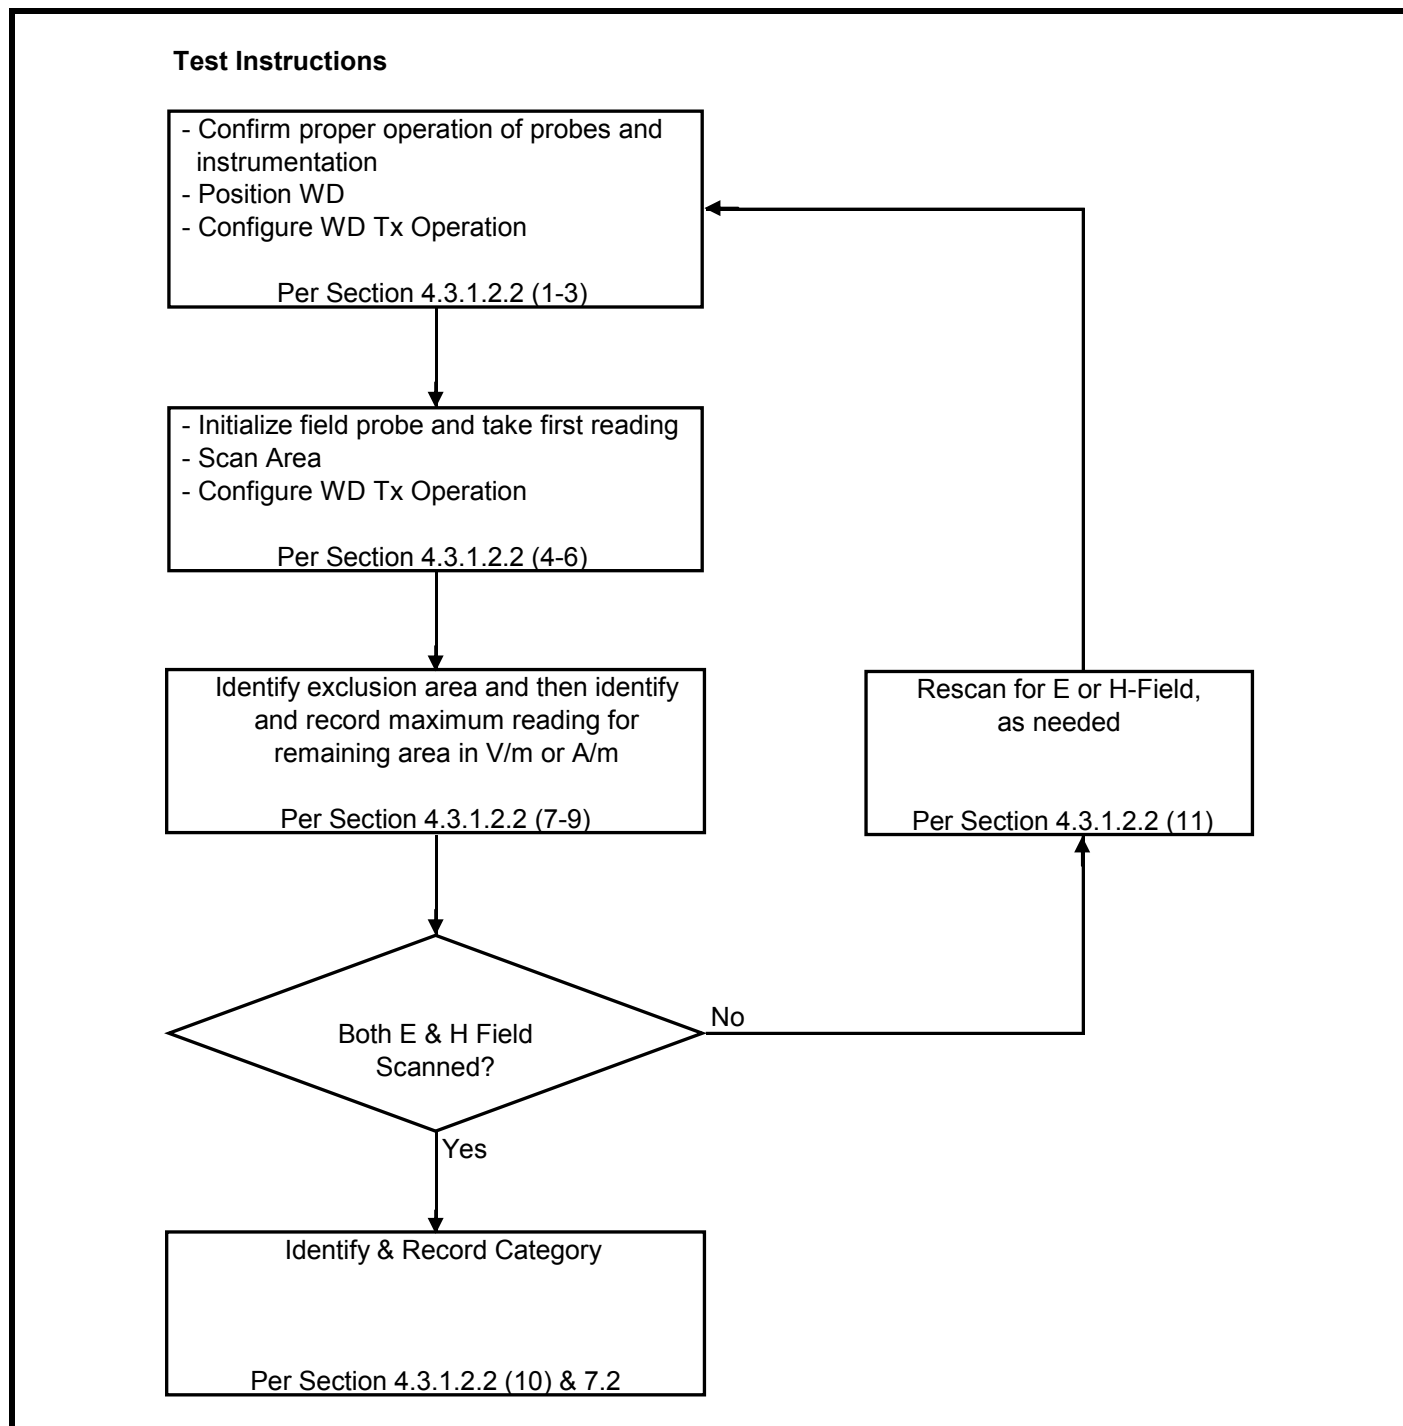 Test Instructions
- Confirm proper operation of probes and
instrumentation
- Position WD
- Configure WD Tx Operation
Per Section 4.3.1.2.2 (1-3)
- Initialize field probe and take first reading
- Scan Area
- Configure WD Tx Operation
Per Section 4.3.1.2.2 (4-6)
Identify exclusion area and then identify
and record maximum reading for
remaining area in V/m or A/m
Per Section 4.3.1.2.2 (7-9)
Rescan for E or H-Field,
as needed
Per Section 4.3.1.2.2 (11)
Both E & H Field
Scanned?
No
Yes
Identify & Record Category
Per Section 4.3.1.2.2 (10) & 7.2